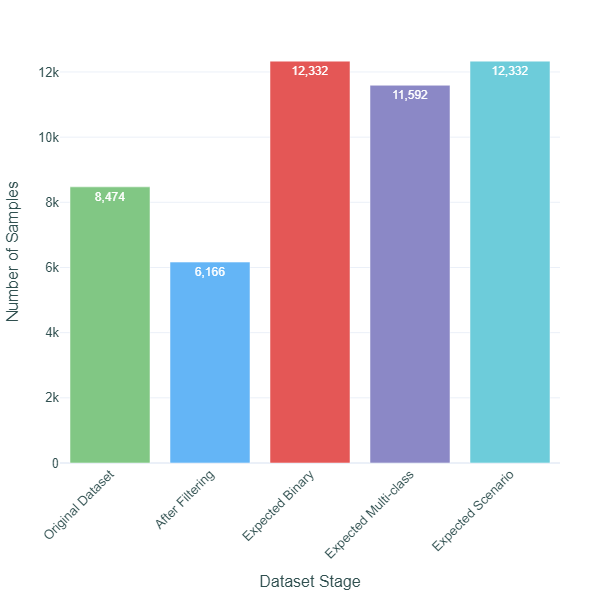 12k
10k
8k
6k
4k
2k
0
Number of Samples
8,474
6,166
12,332
11,592
12,332
Original Dataset
After Filtering
Expected Binary
Expected Multi-class
Expected Scenario
Dataset Stage